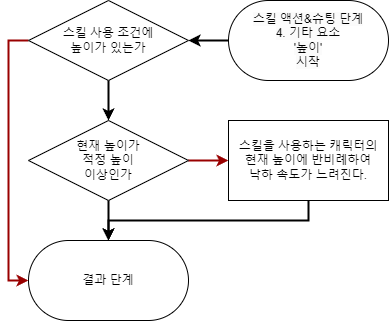 스킬 사용 조건에
높이가 있는가
스킬 액션&슈팅 단계
4. 기타 요소
'높이'
시작
현재 높이가
적정 높이
이상인가
스킬을 사용하는 캐릭터의
현재 높이에 반비례하여
낙하 속도가 느려진다.
결과 단계